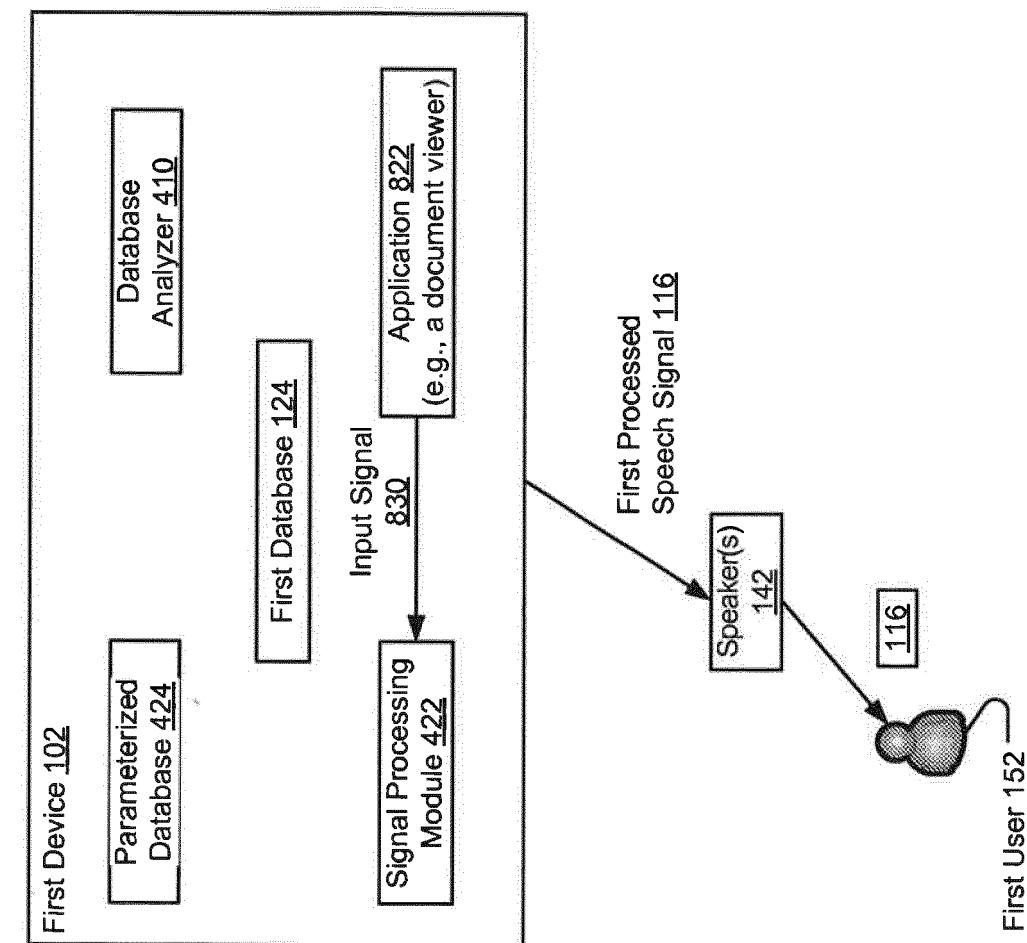 First Device 102
Parameterized
Database 424
Database
Analyzer 410
First Database 124
Signal Processing
Module 422
Input Signal
830
Application 822
(e.g., a document viewer)
First Processed
Speech Signal 116
Speaker(s)
142
116
First User 152